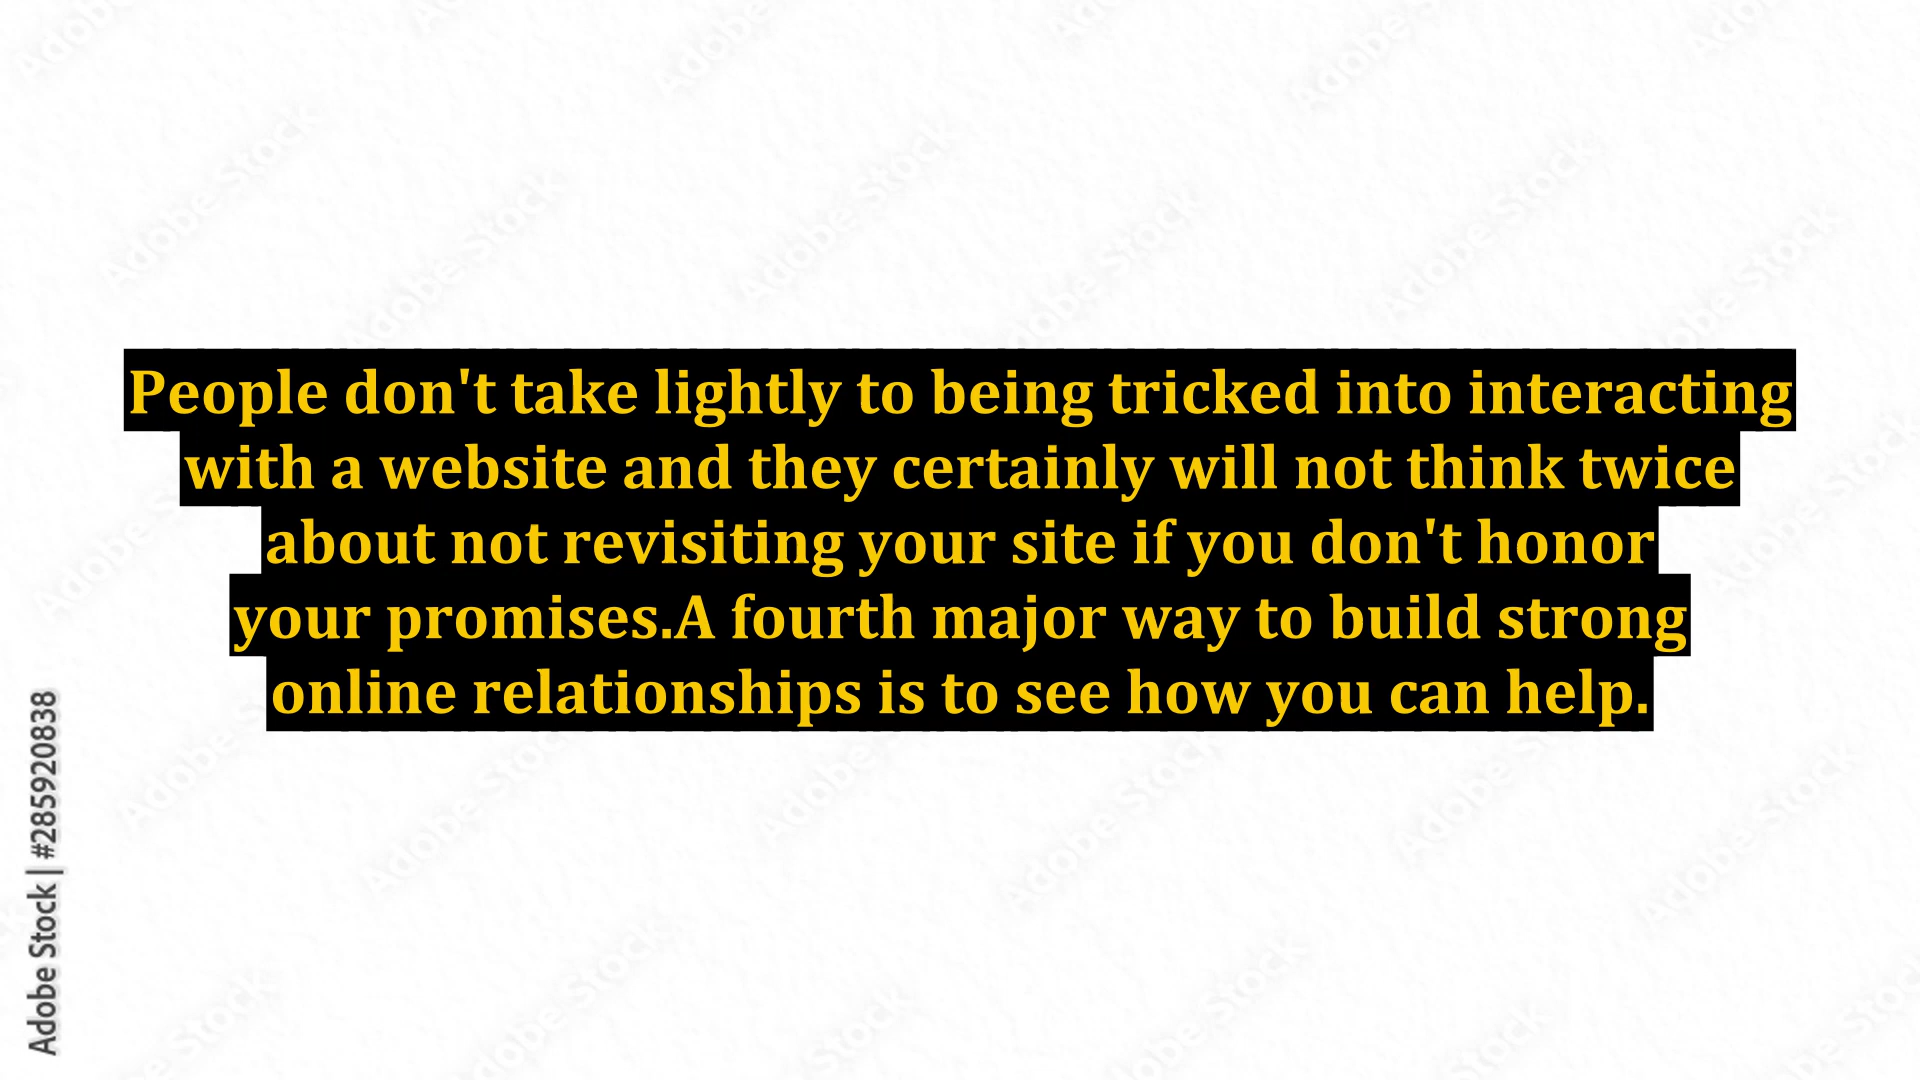 People don't take lightly to being tricked into interacting
with a website and they certainly will not think twice
about not revisiting your site if you don't honor
your promises.A fourth major way to build strong
online relationships is to see how you can help.
Adobe Stock | #285920838